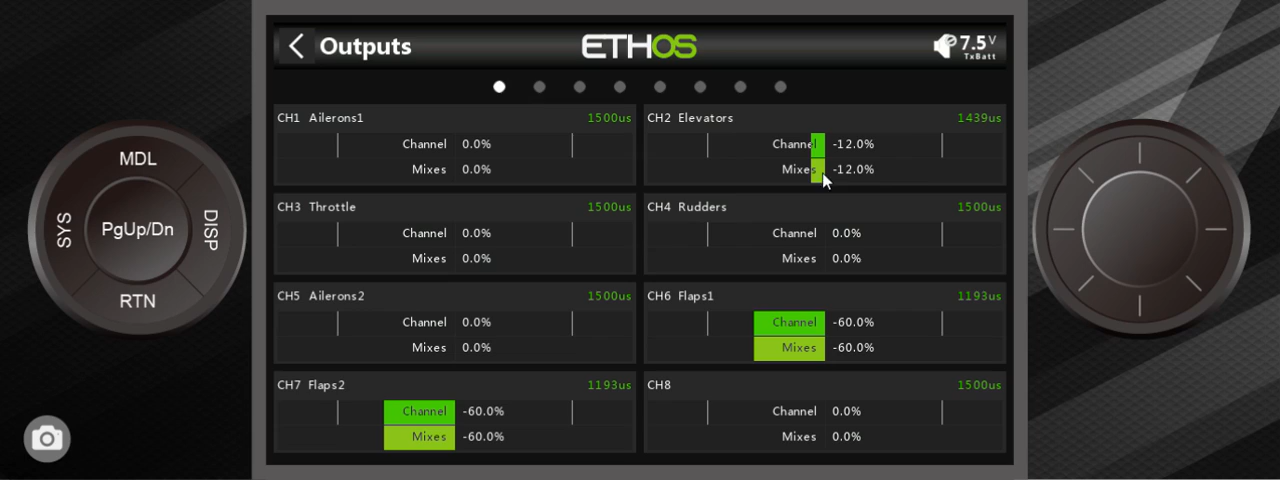 Outputs
ETHOS
7.5V
TxBatt
MDL
SYS
PgUp/Dn
DISP
RTN
CH1 Ailerons1 1500us
Channel 0.0%
Mixes 0.0%
CH2 Elevators 1439us
Channel -12.0%
Mixes -12.0%
CH3 Throttle 1500us
Channel 0.0%
Mixes 0.0%
CH4 Rudders 1500us
Channel 0.0%
Mixes 0.0%
CH5 Ailerons2 1500us
Channel 0.0%
Mixes 0.0%
CH6 Flaps1 1193us
Channel -60.0%
Mixes -60.0%
CH7 Flaps2 1193us
Channel -60.0%
Mixes -60.0%
CH8 1500us
Channel 0.0%
Mixes 0.0%